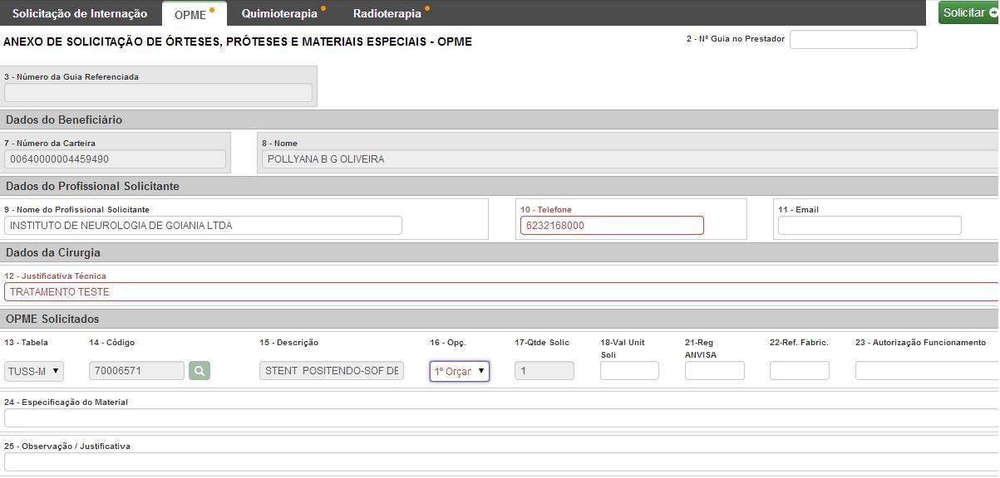 Solicitação de Internação OPME Quimioterapia Radioterapia Solicitar
ANEXO DE SOLICITAÇÃO DE ÓRTESES, PRÓTESES E MATERIAIS ESPECIAIS - OPME 2 - Nº Guia no Prestador
3 - Número da Guia Referenciada
Dados do Beneficiário
7 - Número da Carteira 8 - Nome
00640000004459490 POLLYANA B G OLIVEIRA
Dados do Profissional Solicitante
9 - Nome do Profissional Solicitante 10 - Telefone 11 - Email
INSTITUTO DE NEUROLOGIA DE GOIANIA LTDA 6232168000
Dados da Cirurgia
12 - Justificativa Técnica
TRATAMENTO TESTE
OPME Solicitados
13 - Tabela 14 - Código 15 - Descrição 16 - Opç. 17-Qtde Solic 18-Val Unit Soli 21-Reg ANVISA 22-Ref. Fabric. 23 - Autorização Funcionamento
TUSS-M 70006571 STENT POSITENDO-SOF DE 1º Orçar 1
24 - Especificação do Material
25 - Observação / Justificativa